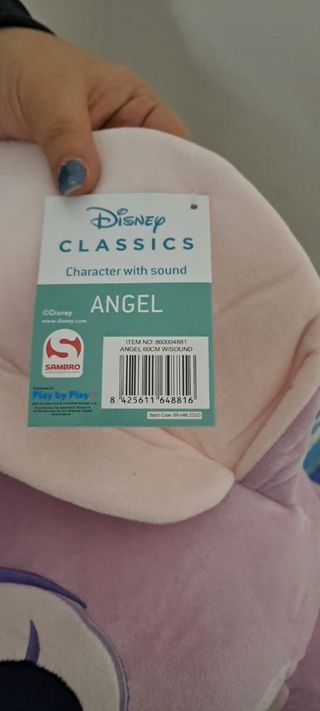 Disney
CLASSICS
Character with sound
©Disney
www.disney.com
ANGEL
SAMBRO
Play by Play
ITEM NO: 860004881
ANGEL 60CM W/SOUND
8 425611 648816